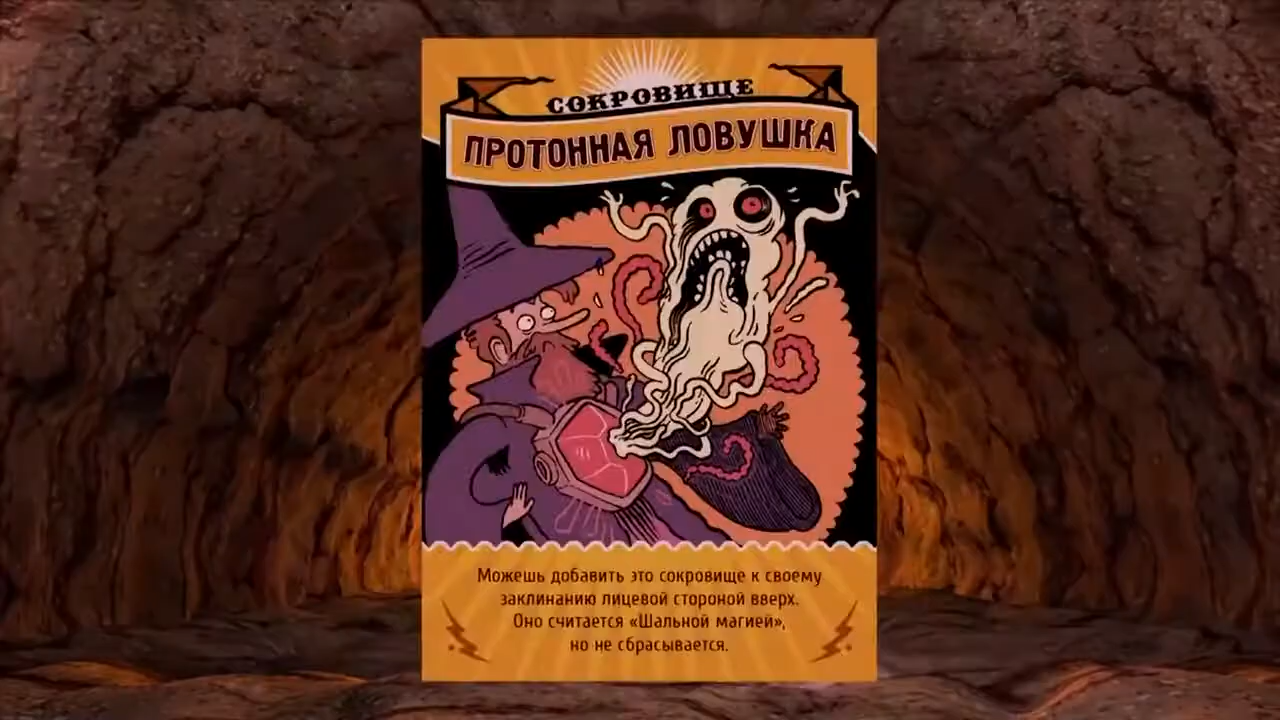 СОКРОВИЩЕ
ПРОТОННАЯ ЛОВУШКА
Можешь добавить это сокровище к своему
заклинанию лицевой стороной вверх.
Оно считается «Шальной магией»,
но не сбрасывается.